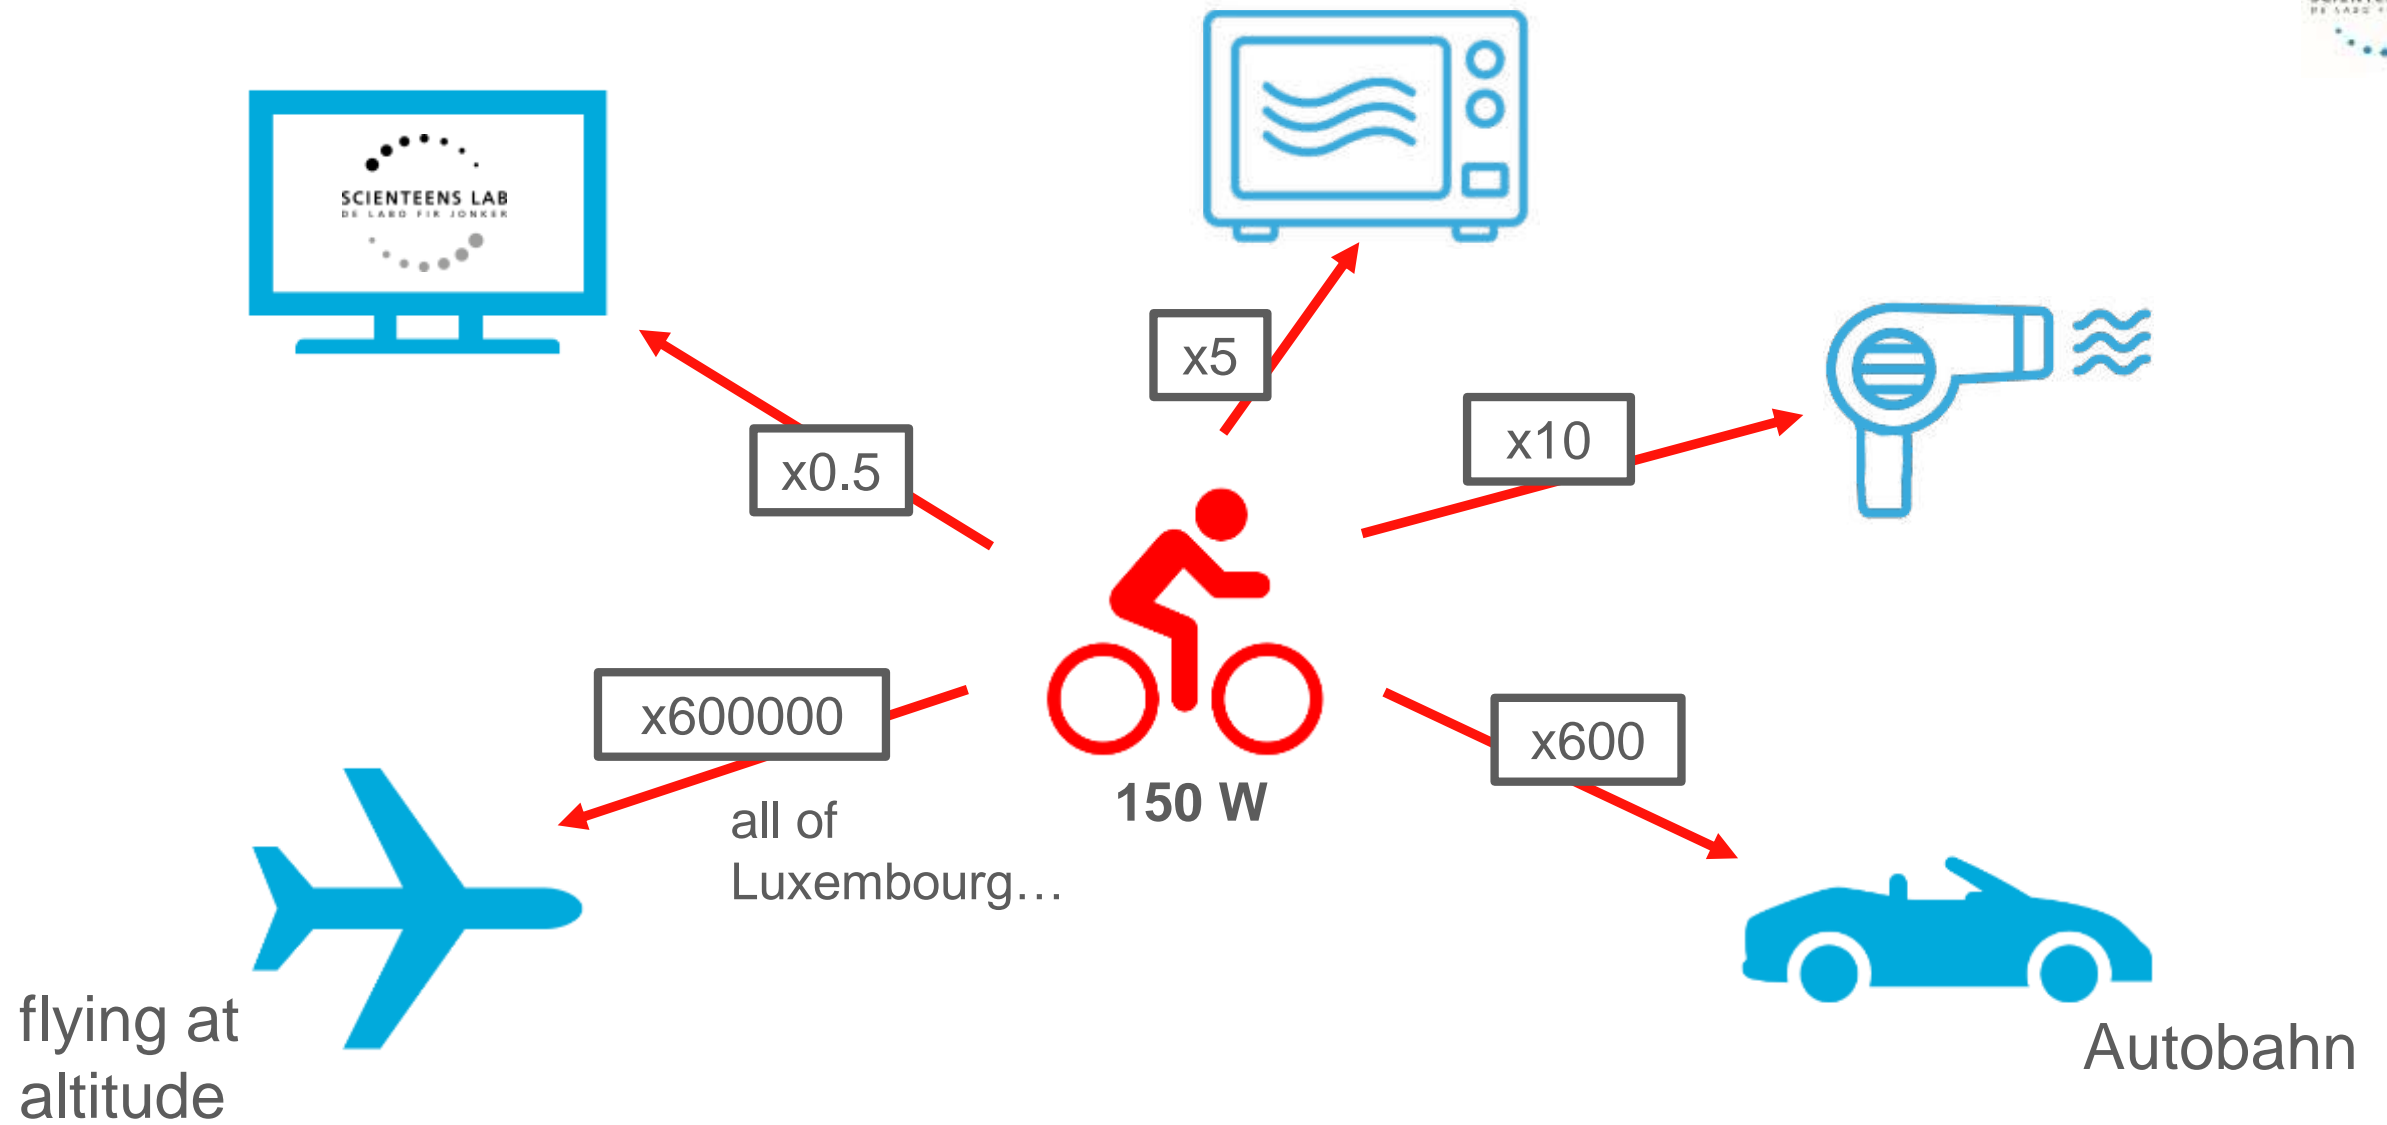 SCIENTEENS LAB
DE LABO FIR JONKER
x5
x10
x0.5
x600000
x600
150 W
all of
Luxembourg…
flying at
altitude
Autobahn